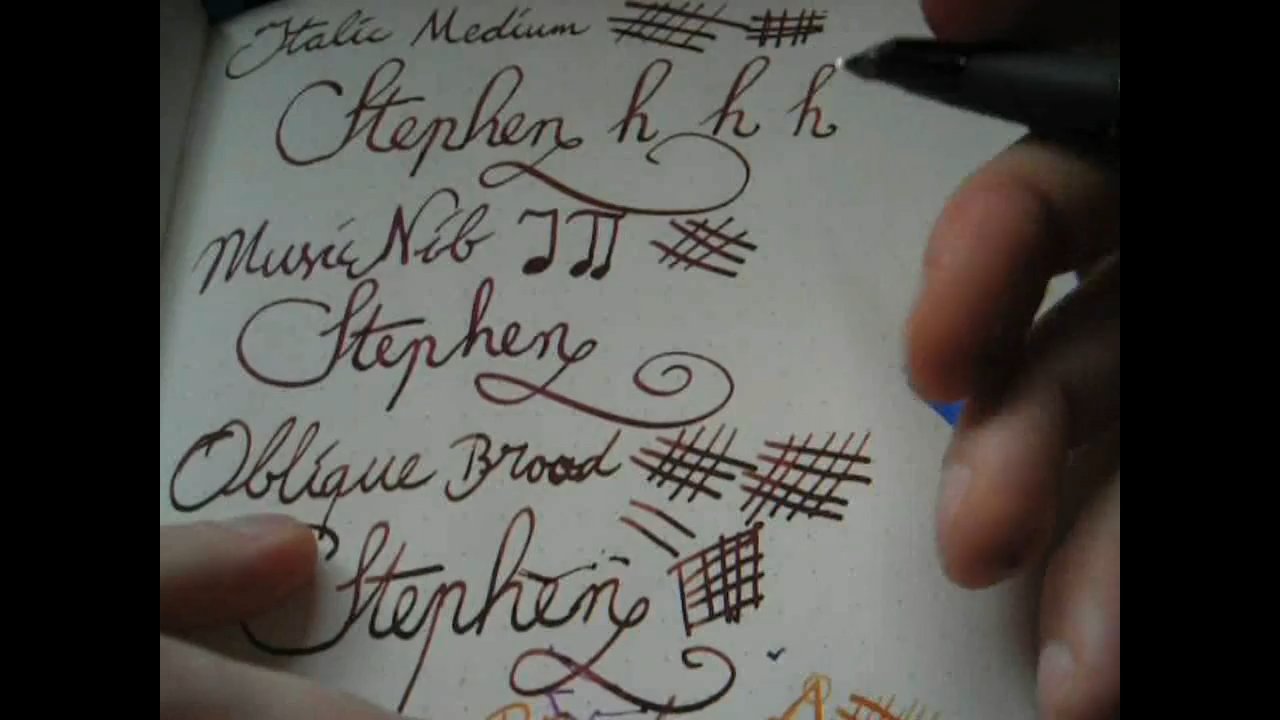 Italic Medium
Stephen h h h
Music Nib
Stephen
Oblique Broad
Stephen